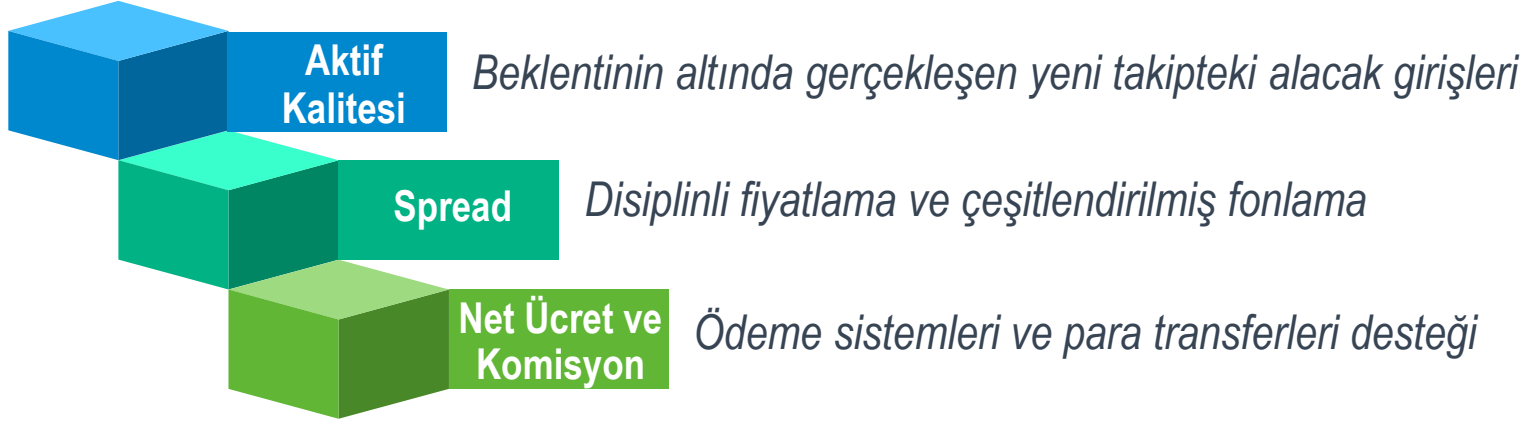 Aktif
Kalitesi
Beklentinin altında gerçekleşen yeni takipteki alacak girişleri
Spread
Disiplinli fiyatlama ve çeşitlendirilmiş fonlama
Net Ücret ve
Komisyon
Ödeme sistemleri ve para transferleri desteği